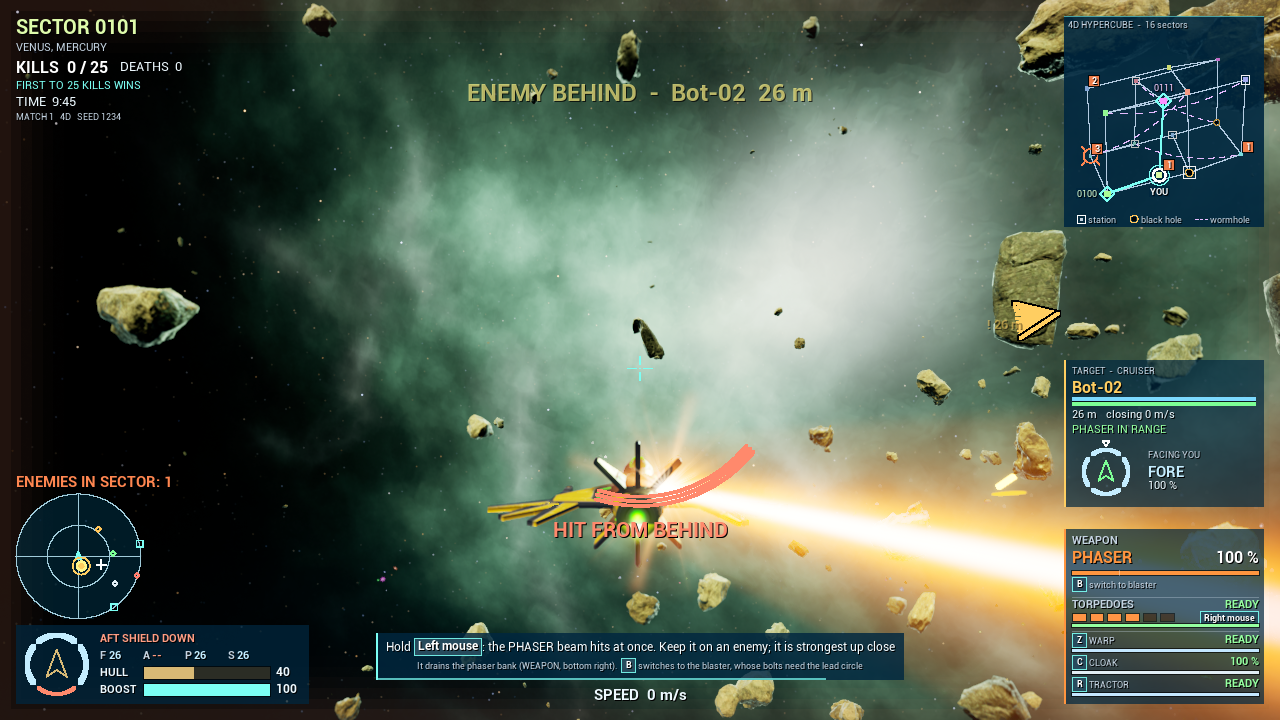 SECTOR 0101
VENUS, MERCURY
KILLS 0 / 25 DEATHS 0
FIRST TO 25 KILLS WINS
TIME 9:45
MATCH 1 4D SEED 1234
ENEMY BEHIND - Bot-02 26 m
4D HYPERCUBE - 16 sectors
2
0111
3
1
1
0100
YOU
station black hole wormhole
! 26 m
TARGET - CRUISER
Bot-02
26 m closing 0 m/s
PHASER IN RANGE
FACING YOU
FORE
100 %
HIT FROM BEHIND
ENEMIES IN SECTOR: 1
AFT SHIELD DOWN
F 26 A -- P 26 S 26
HULL 40
BOOST 100
Hold Left mouse: the PHASER beam hits at once. Keep it on an enemy; it is strongest up close
It drains the phaser bank (WEAPON, bottom right). B switches to the blaster, whose bolts need the lead circle
SPEED 0 m/s
WEAPON
PHASER 100 %
B switch to blaster
TORPEDOES READY
Right mouse
Z WARP READY
C CLOAK 100 %
R TRACTOR READY